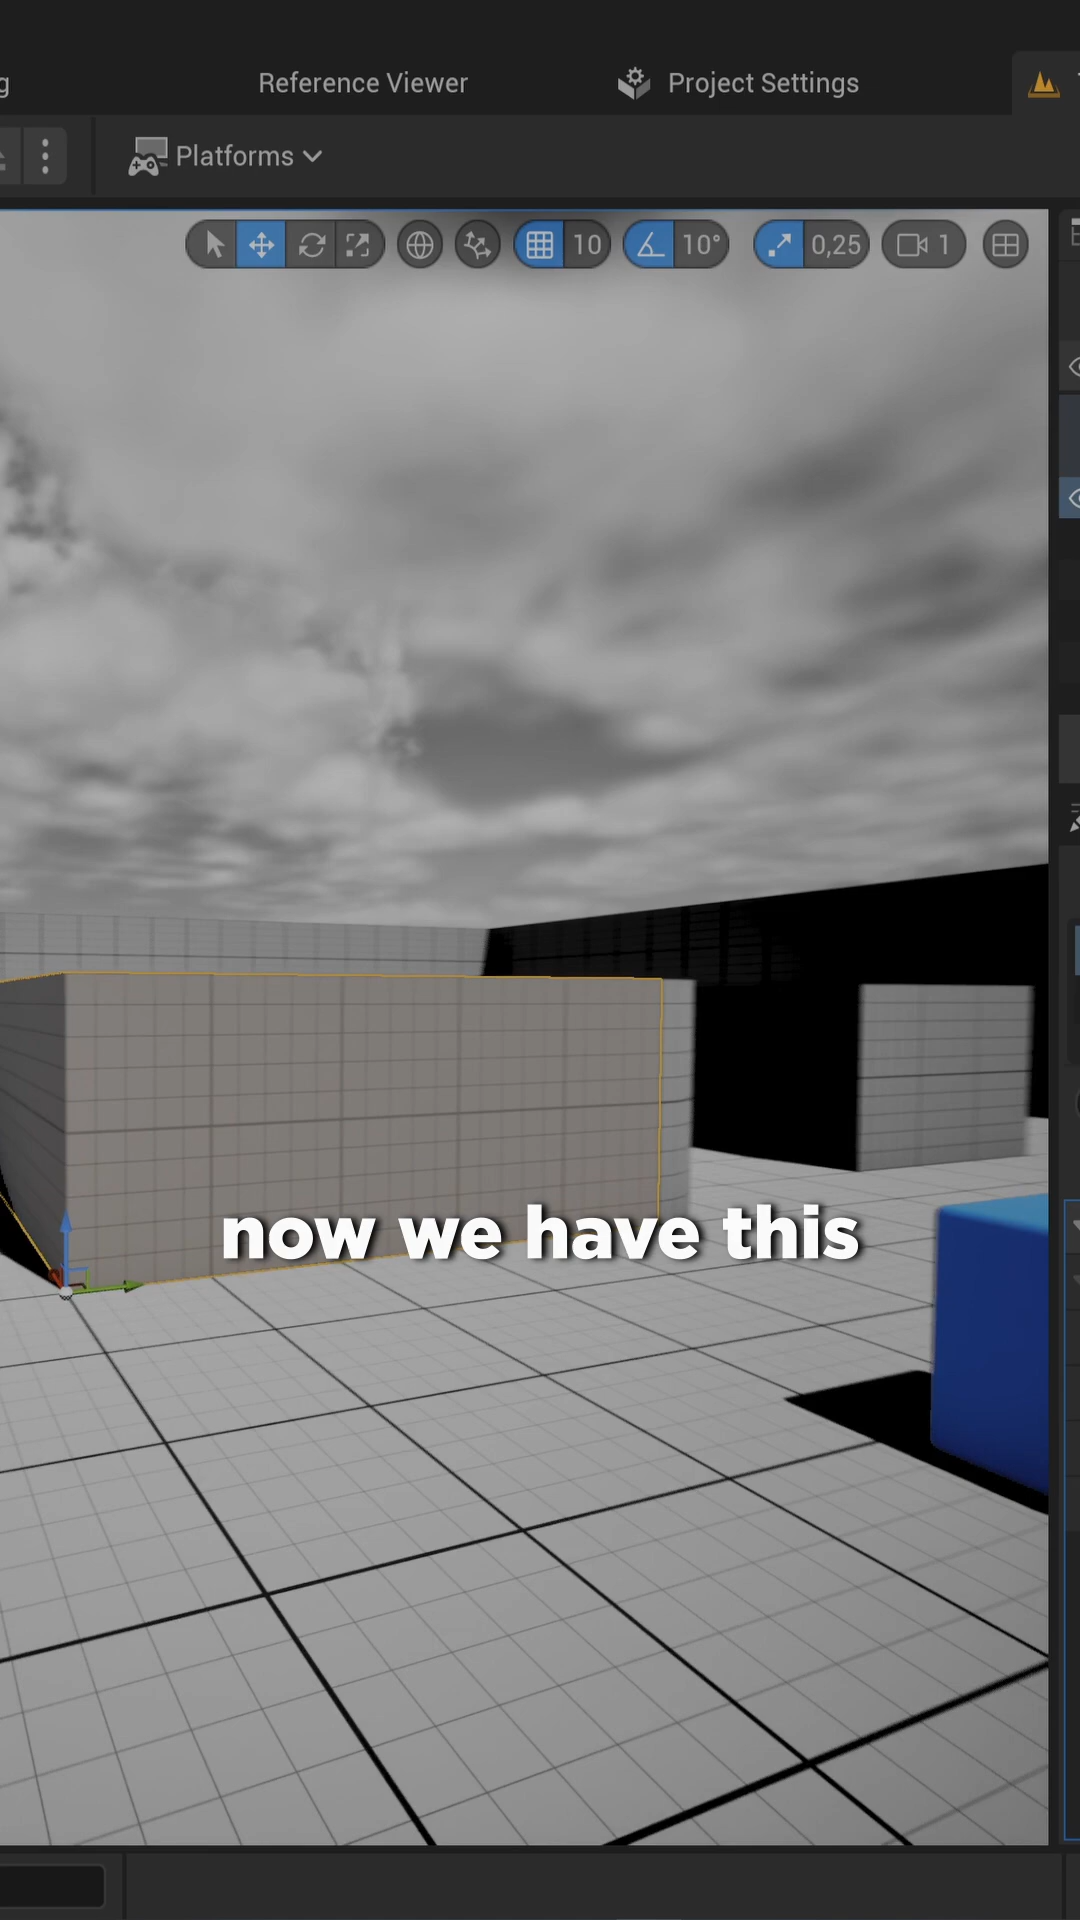 g
Reference Viewer
Project Settings
Platforms
10
10°
0,25
1
now we have this